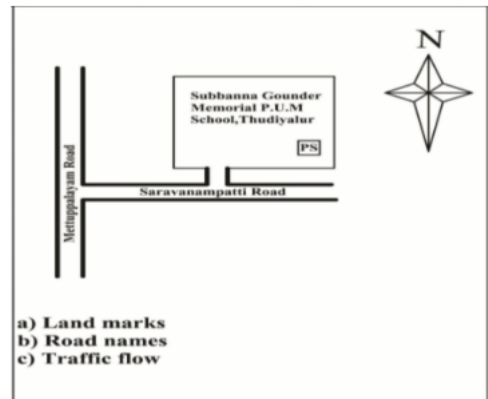 N
Subbanna Gounder
Memorial P.U.M
School,Thudiyalur
PS
Saravanampatti Road
Mettuppalayam Road
a) Land marks
b) Road names
c) Traffic flow